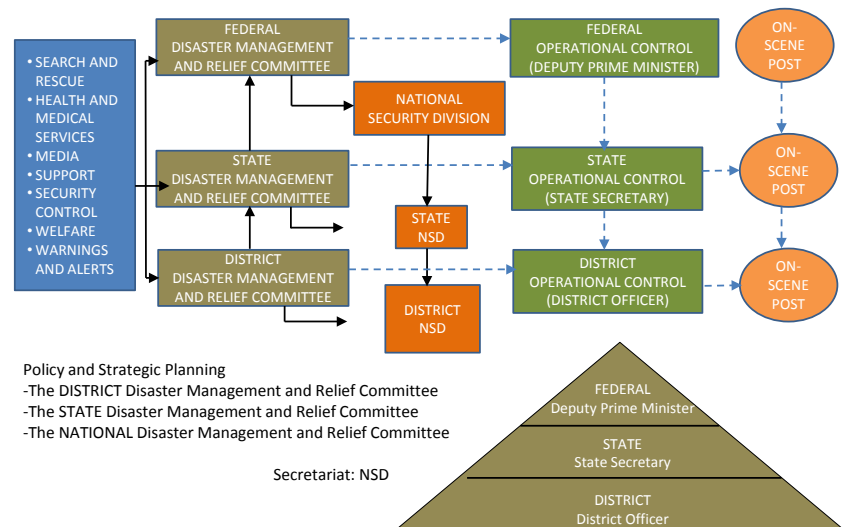 • SEARCH AND
RESCUE
• HEALTH AND
MEDICAL
SERVICES
• MEDIA
• SUPPORT
• SECURITY
CONTROL
• WELFARE
• WARNINGS
AND ALERTS
FEDERAL
DISASTER MANAGEMENT
AND RELIEF COMMITTEE
STATE
DISASTER MANAGEMENT
AND RELIEF COMMITTEE
DISTRICT
DISASTER MANAGEMENT
AND RELIEF COMMITTEE
NATIONAL
SECURITY DIVISION
STATE
NSD
DISTRICT
NSD
FEDERAL
OPERATIONAL CONTROL
(DEPUTY PRIME MINISTER)
STATE
OPERATIONAL CONTROL
(STATE SECRETARY)
DISTRICT
OPERATIONAL CONTROL
(DISTRICT OFFICER)
ON-
SCENE
POST
ON-
SCENE
POST
ON-
SCENE
POST
Policy and Strategic Planning
-The DISTRICT Disaster Management and Relief Committee
-The STATE Disaster Management and Relief Committee
-The NATIONAL Disaster Management and Relief Committee
Secretariat: NSD
FEDERAL
Deputy Prime Minister
STATE
State Secretary
DISTRICT
District Officer